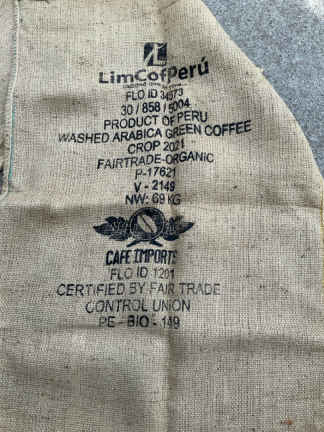 LimCofPerú
FLO ID 34573
30 / 858 / 5004
PRODUCT OF PERU
WASHED ARABICA GREEN COFFEE
CROP 2021
FAIRTRADE-ORGANIC
P-17621
V - 2149
NW: 69 KG
CAFE IMPORTS
FLO ID 1201
CERTIFIED BY FAIR TRADE
CONTROL UNION
PE - BIO - 149